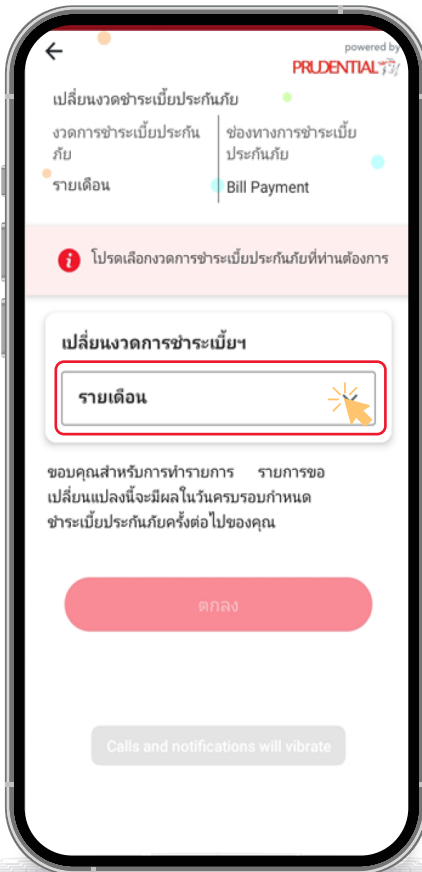 powered by
PRUDENTIAL
เปลี่ยนงวดชำระเบี้ยประกันภัย
งวดการชำระเบี้ยประกัน
ภัย
ช่องทางการชำระเบี้ย
ประกันภัย
รายเดือน
Bill Payment
โปรดเลือกงวดการชำระเบี้ยประกันภัยที่ท่านต้องการ
เปลี่ยนงวดการชำระเบี้ยฯ
รายเดือน
ขอบคุณสำหรับการทำรายการ รายการขอ
เปลี่ยนแปลงนี้จะมีผลในวันครบรอบกำหนด
ชำระเบี้ยประกันภัยครั้งต่อไปของคุณ
ตกลง
Calls and notifications will vibrate